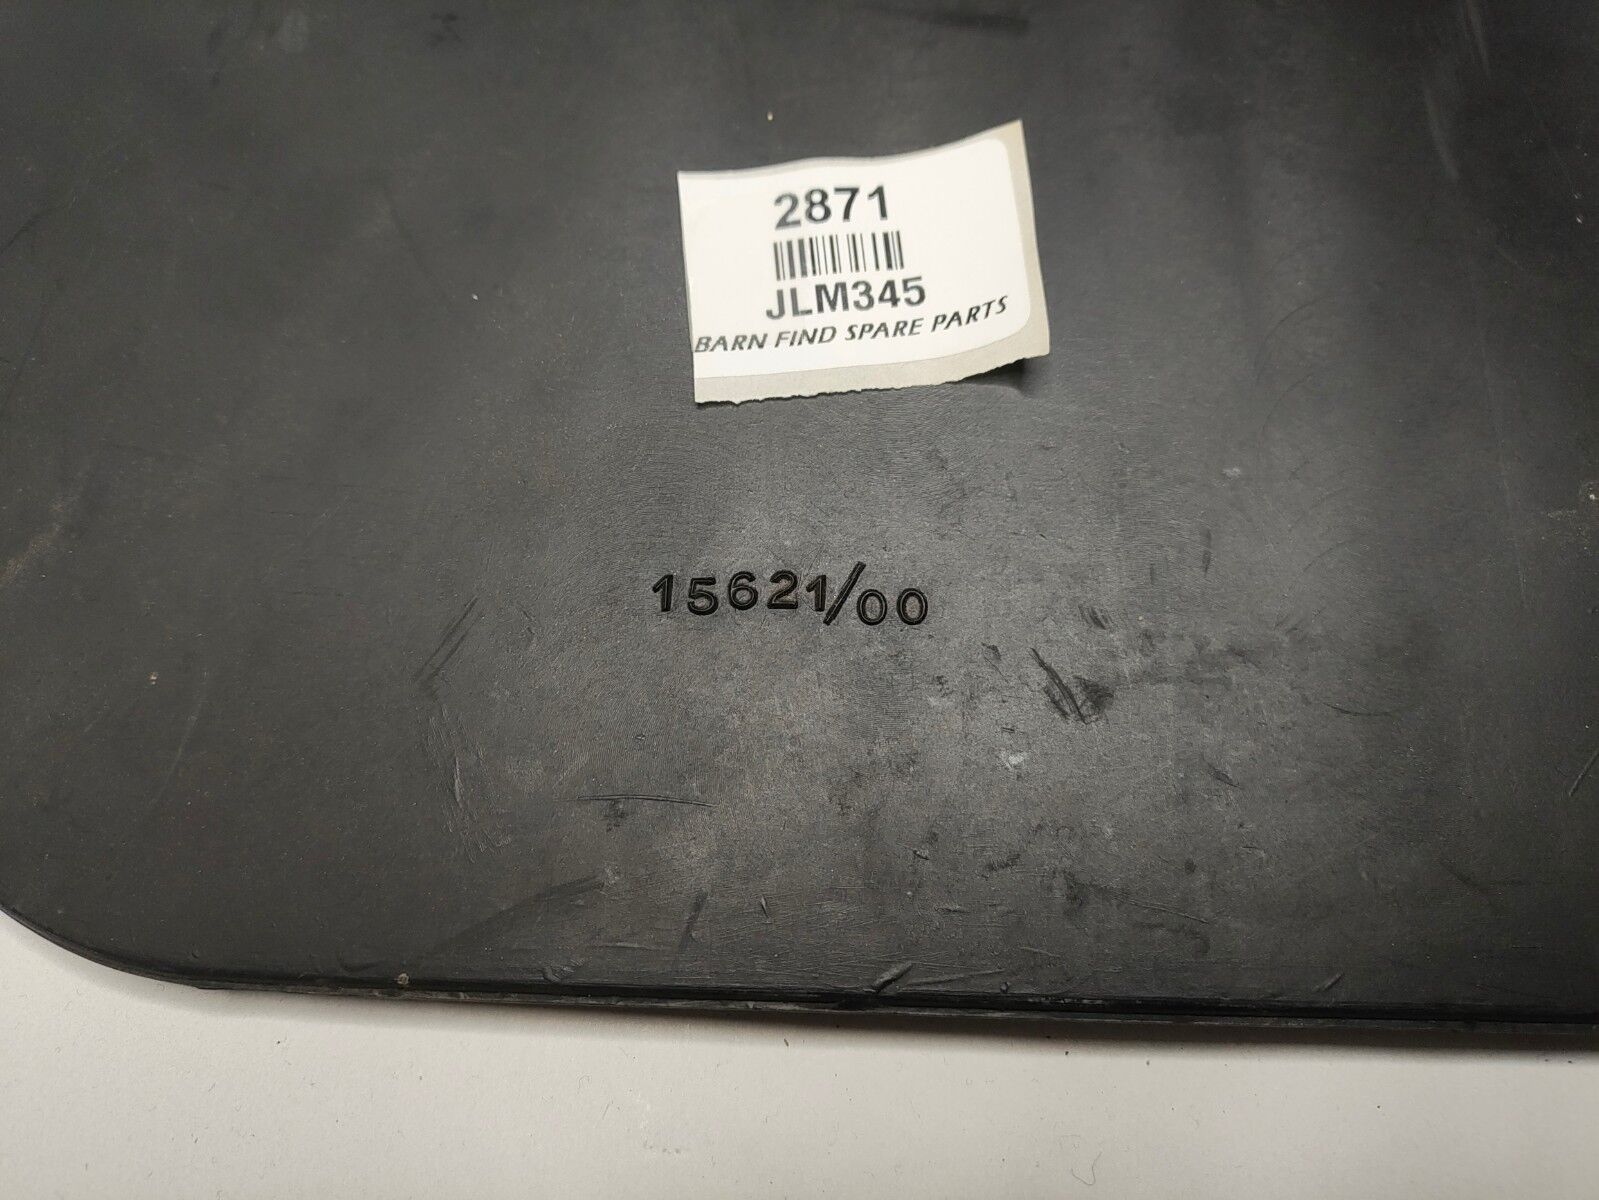 2871
JLM345
BARN FIND SPARE PARTS
15621/00